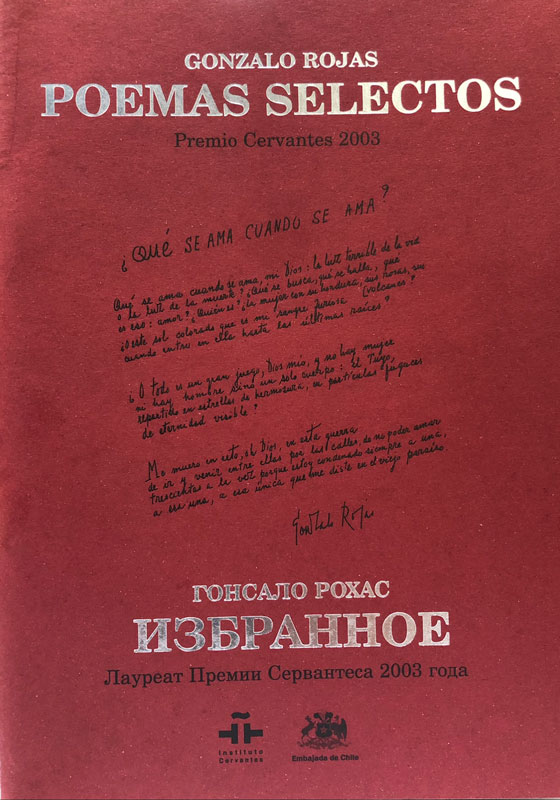 GONZALO ROJAS
POEMAS SELECTOS
Premio Cervantes 2003
¿QUÉ SE AMA CUANDO SE AMA?
Qué se ama cuando se ama, mi Dios: la luz terrible de la vida
o la luz de la muerte? ¿Qué se busca, qué se halla, qué
es eso: amor? ¿Quién es? ¿La mujer con su hondura, sus rosas, sus
¿O este sol colorado que es mi sangre furiosa (volcanes?
cuando entro en ella hasta las últimas raíces?
¿O todo es un gran juego, Dios mío, y no hay mujer
ni hay hombre sino un solo cuerpo: el tuyo,
repartido en estrellas de hermosura, en partículas fugaces
de eternidad visible?
Me muero en esto, oh Dios, en esta guerra
de ir y venir entre ellas por las calles, de no poder amar
trescientas a la vez, porque estoy condenado siempre a una,
a esa una, a esa única que me diste en el viejo paraíso.
Gonzalo Rojas
ГОНСАЛО РОХАС
ИЗБРАННОЕ
Лауреат Премии Сервантеса 2003 года
Instituto
Cervantes
Embajada de Chile